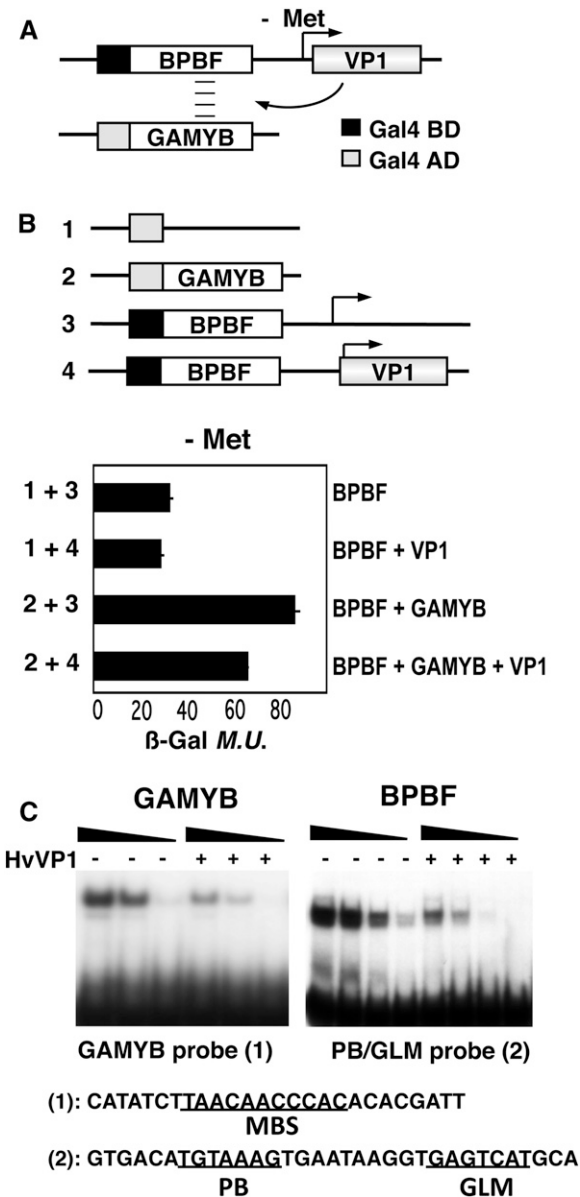 A
- Met
BPBF
VP1
GAMYB
Gal4 BD
Gal4 AD
B
1
2
GAMYB
3
BPBF
4
BPBF
VP1
- Met
1 + 3
BPBF
1 + 4
BPBF + VP1
2 + 3
BPBF + GAMYB
2 + 4
BPBF + GAMYB + VP1
0 20 40 60 80
ß-Gal M.U.
C
GAMYB
BPBF
HvVP1 - - - + + + - - - - + + + +
GAMYB probe (1)
PB/GLM probe (2)
(1): CATATCTTAACAACCCACACACGATT
MBS
(2): GTGACATGTAAAGTGAATAAGGTGAGTCATGCA
PB GLM